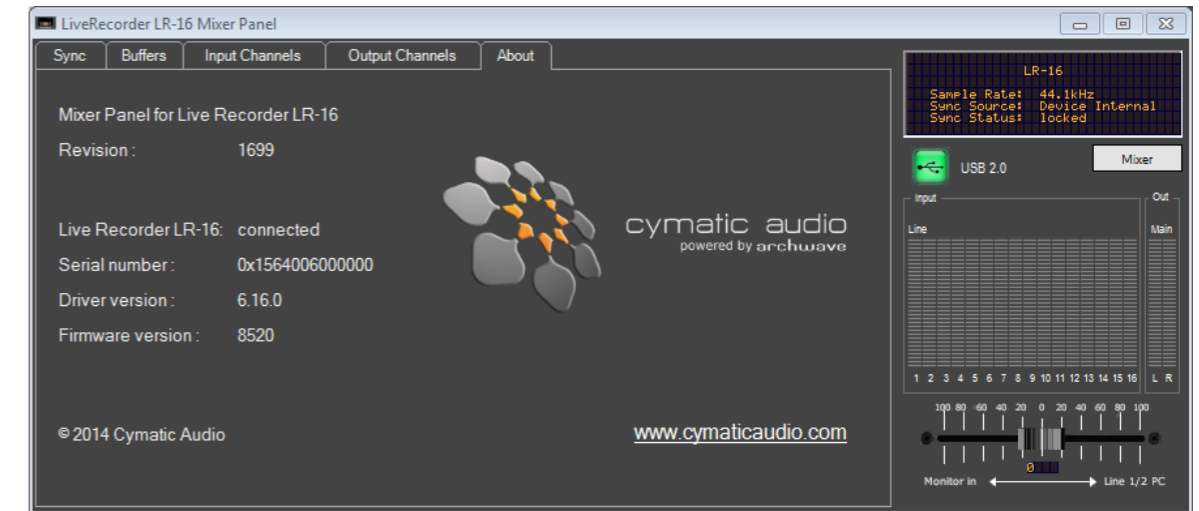 LiveRecorder LR-16 Mixer Panel
Sync Buffers Input Channels Output Channels About
Mixer Panel for Live Recorder LR-16
Revision : 1699
Live Recorder LR-16: connected
Serial number : 0x1564006000000
Driver version : 6.16.0
Firmware version : 8520
© 2014 Cymatic Audio
cymatic audio
powered by archwave
www.cymaticaudio.com
LR-16
Sample Rate: 44.1kHz
Sync Source: Device Internal
Sync Status: locked
USB 2.0
Mixer
Input Out
Line Main
1 2 3 4 5 6 7 8 9 10 11 12 13 14 15 16 L R
100 80 60 40 20 0 20 40 60 80 100
0
Monitor in Line 1/2 PC